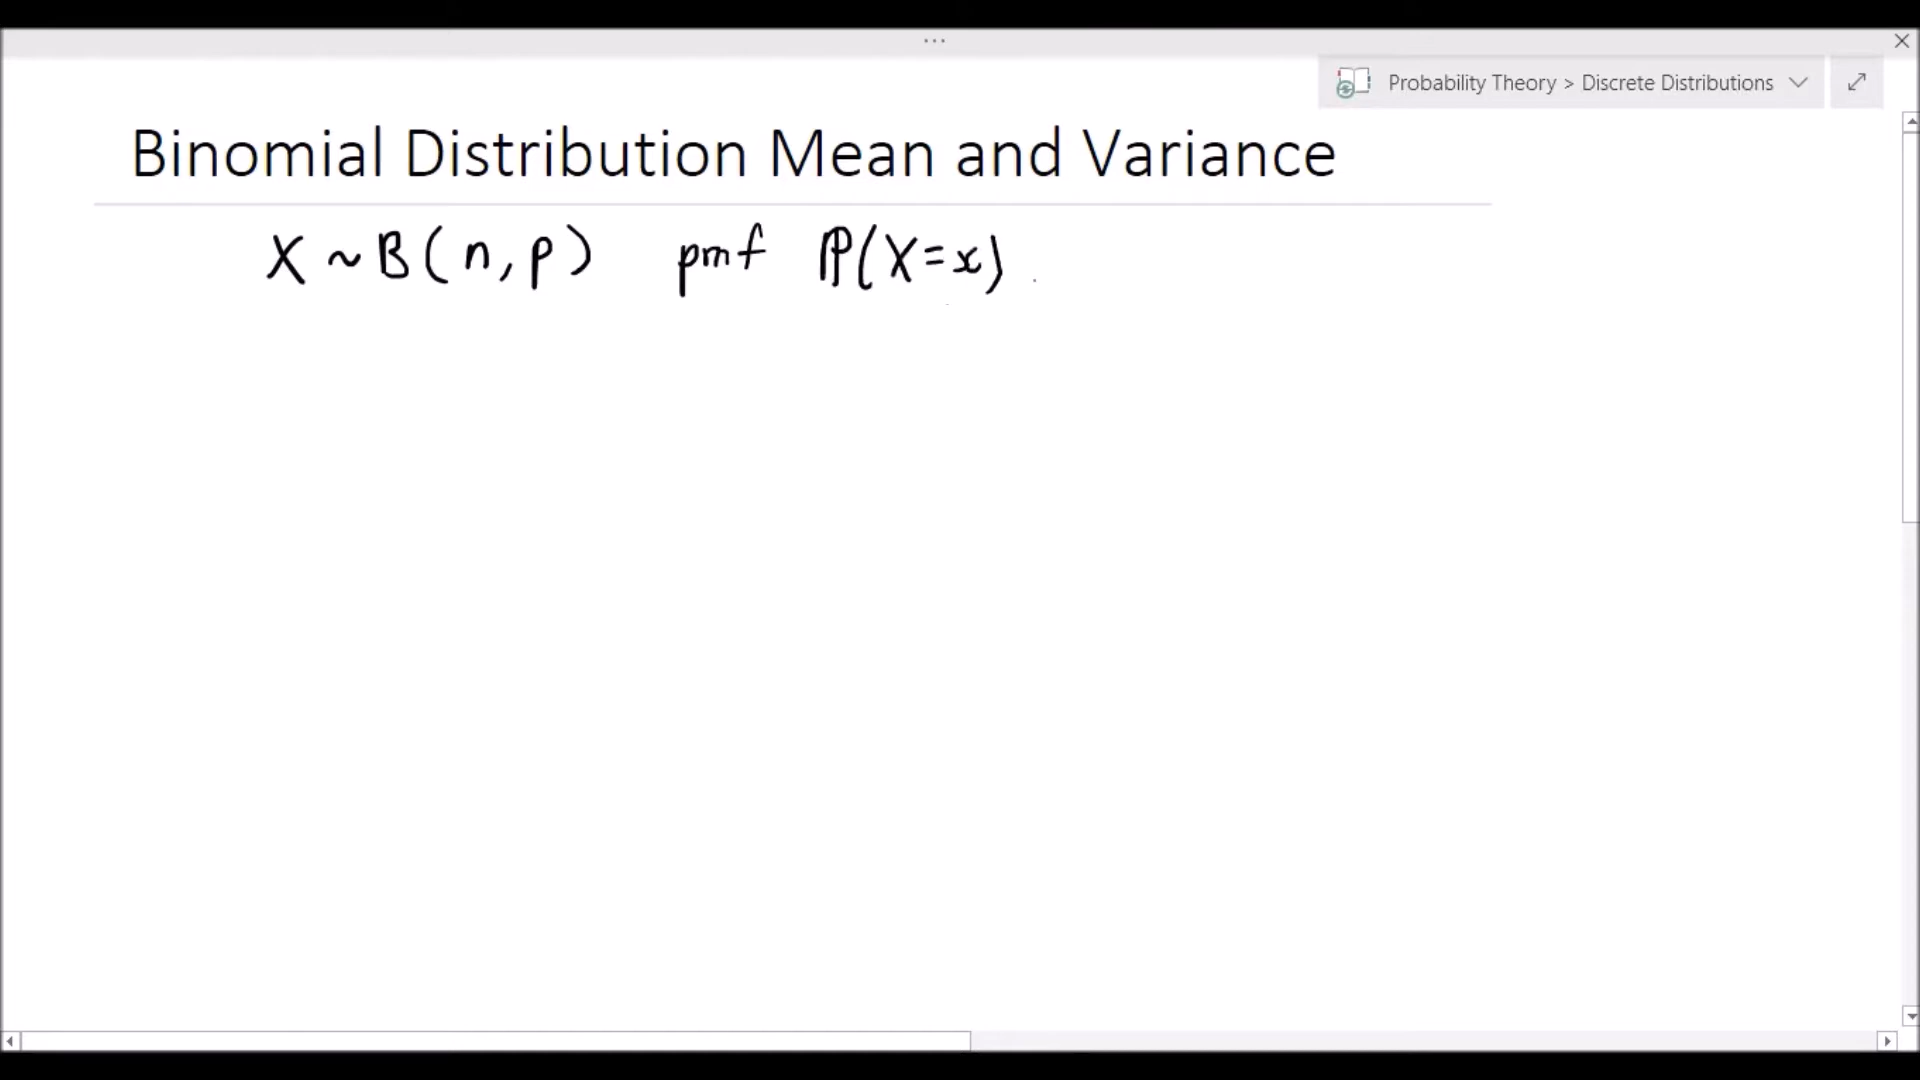 Probability Theory > Discrete Distributions
Binomial Distribution Mean and Variance
X ~ B(n, p) pmf ℙ(X=x)